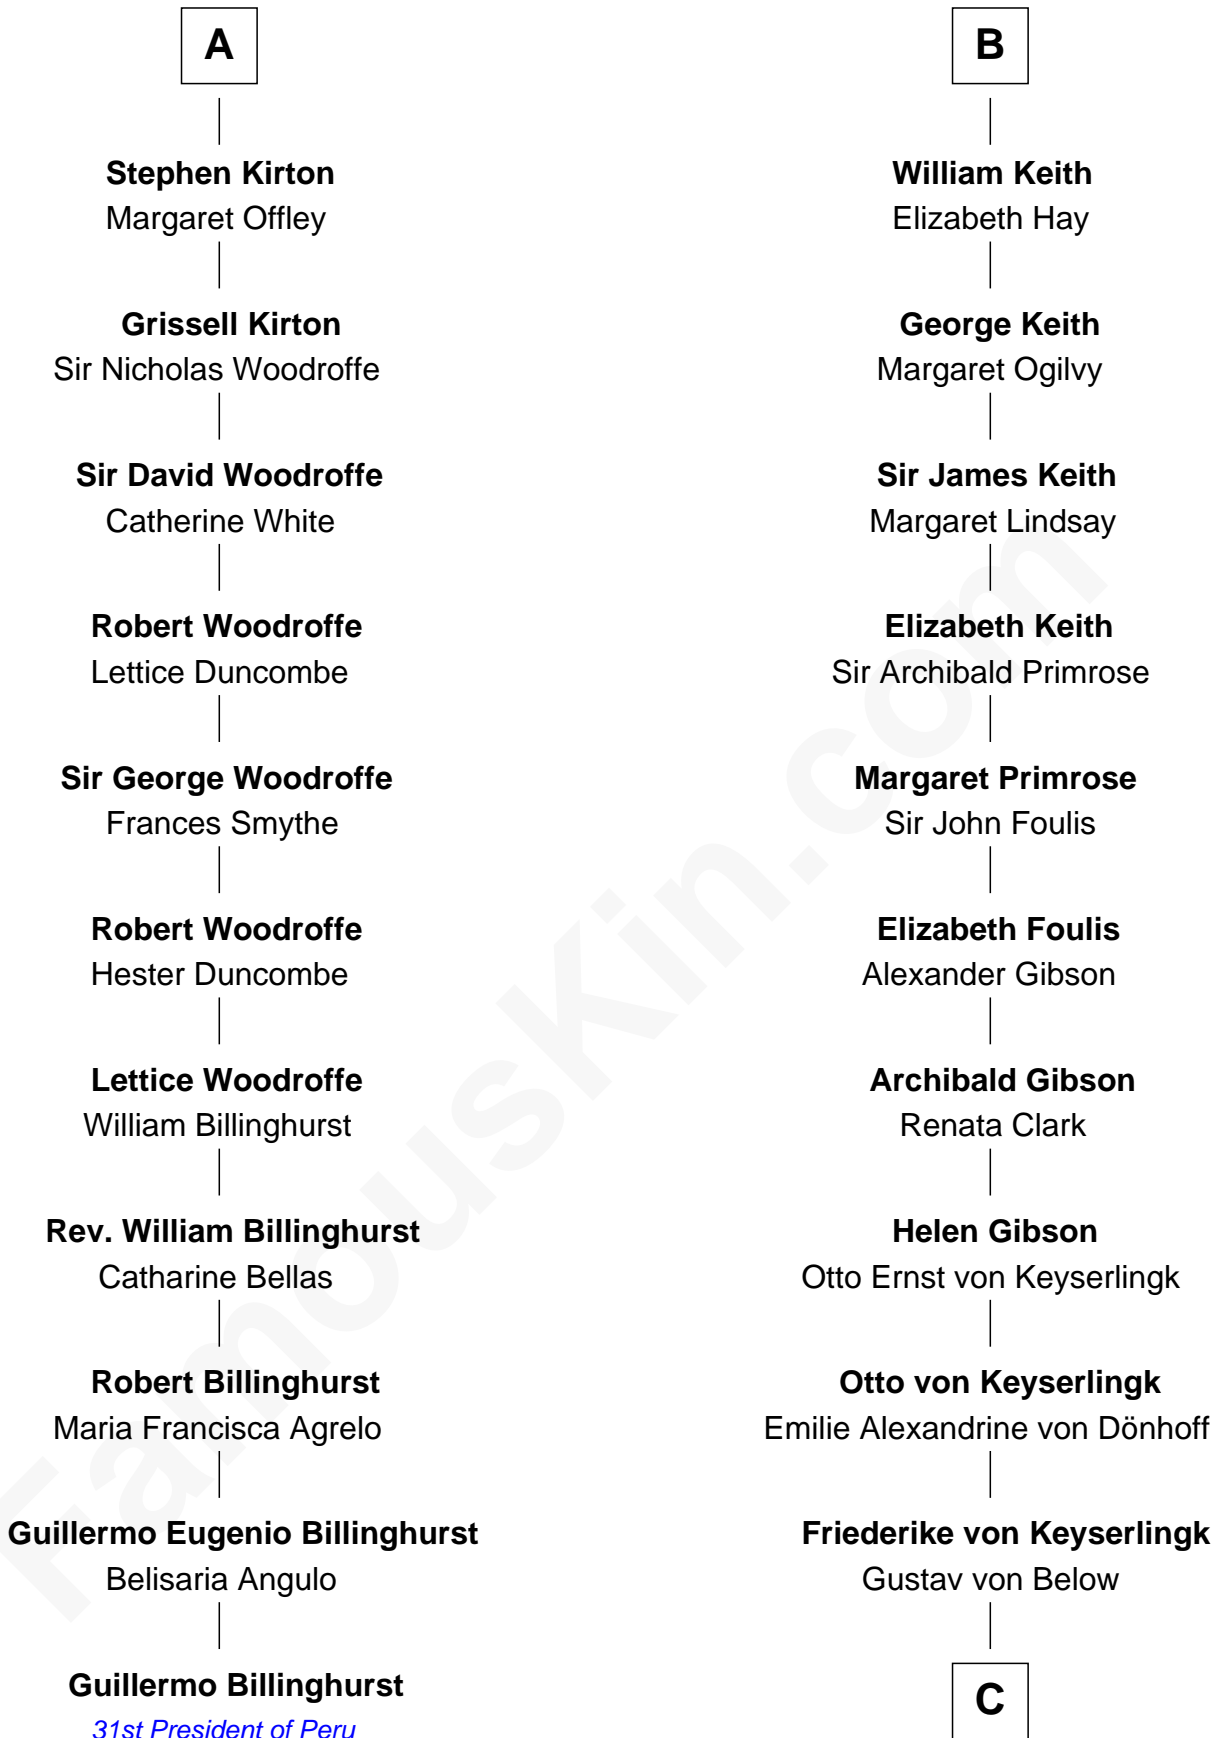 A
Stephen Kirton
Margaret Offley
Grissell Kirton
Sir Nicholas Woodroffe
Sir David Woodroffe
Catherine White
Robert Woodroffe
Lettice Duncombe
Sir George Woodroffe
Frances Smythe
Robert Woodroffe
Hester Duncombe
Lettice Woodroffe
William Billinghurst
Rev. William Billinghurst
Catharine Bellas
Robert Billinghurst
Maria Francisca Agrelo
Guillermo Eugenio Billinghurst
Belisaria Angulo
Guillermo Billinghurst
31st President of Peru
B
William Keith
Elizabeth Hay
George Keith
Margaret Ogilvy
Sir James Keith
Margaret Lindsay
Elizabeth Keith
Sir Archibald Primrose
Margaret Primrose
Sir John Foulis
Elizabeth Foulis
Alexander Gibson
Archibald Gibson
Renata Clark
Helen Gibson
Otto Ernst von Keyserlingk
Otto von Keyserlingk
Emilie Alexandrine von Dönhoff
Friederike von Keyserlingk
Gustav von Below
C
FamousKin.com